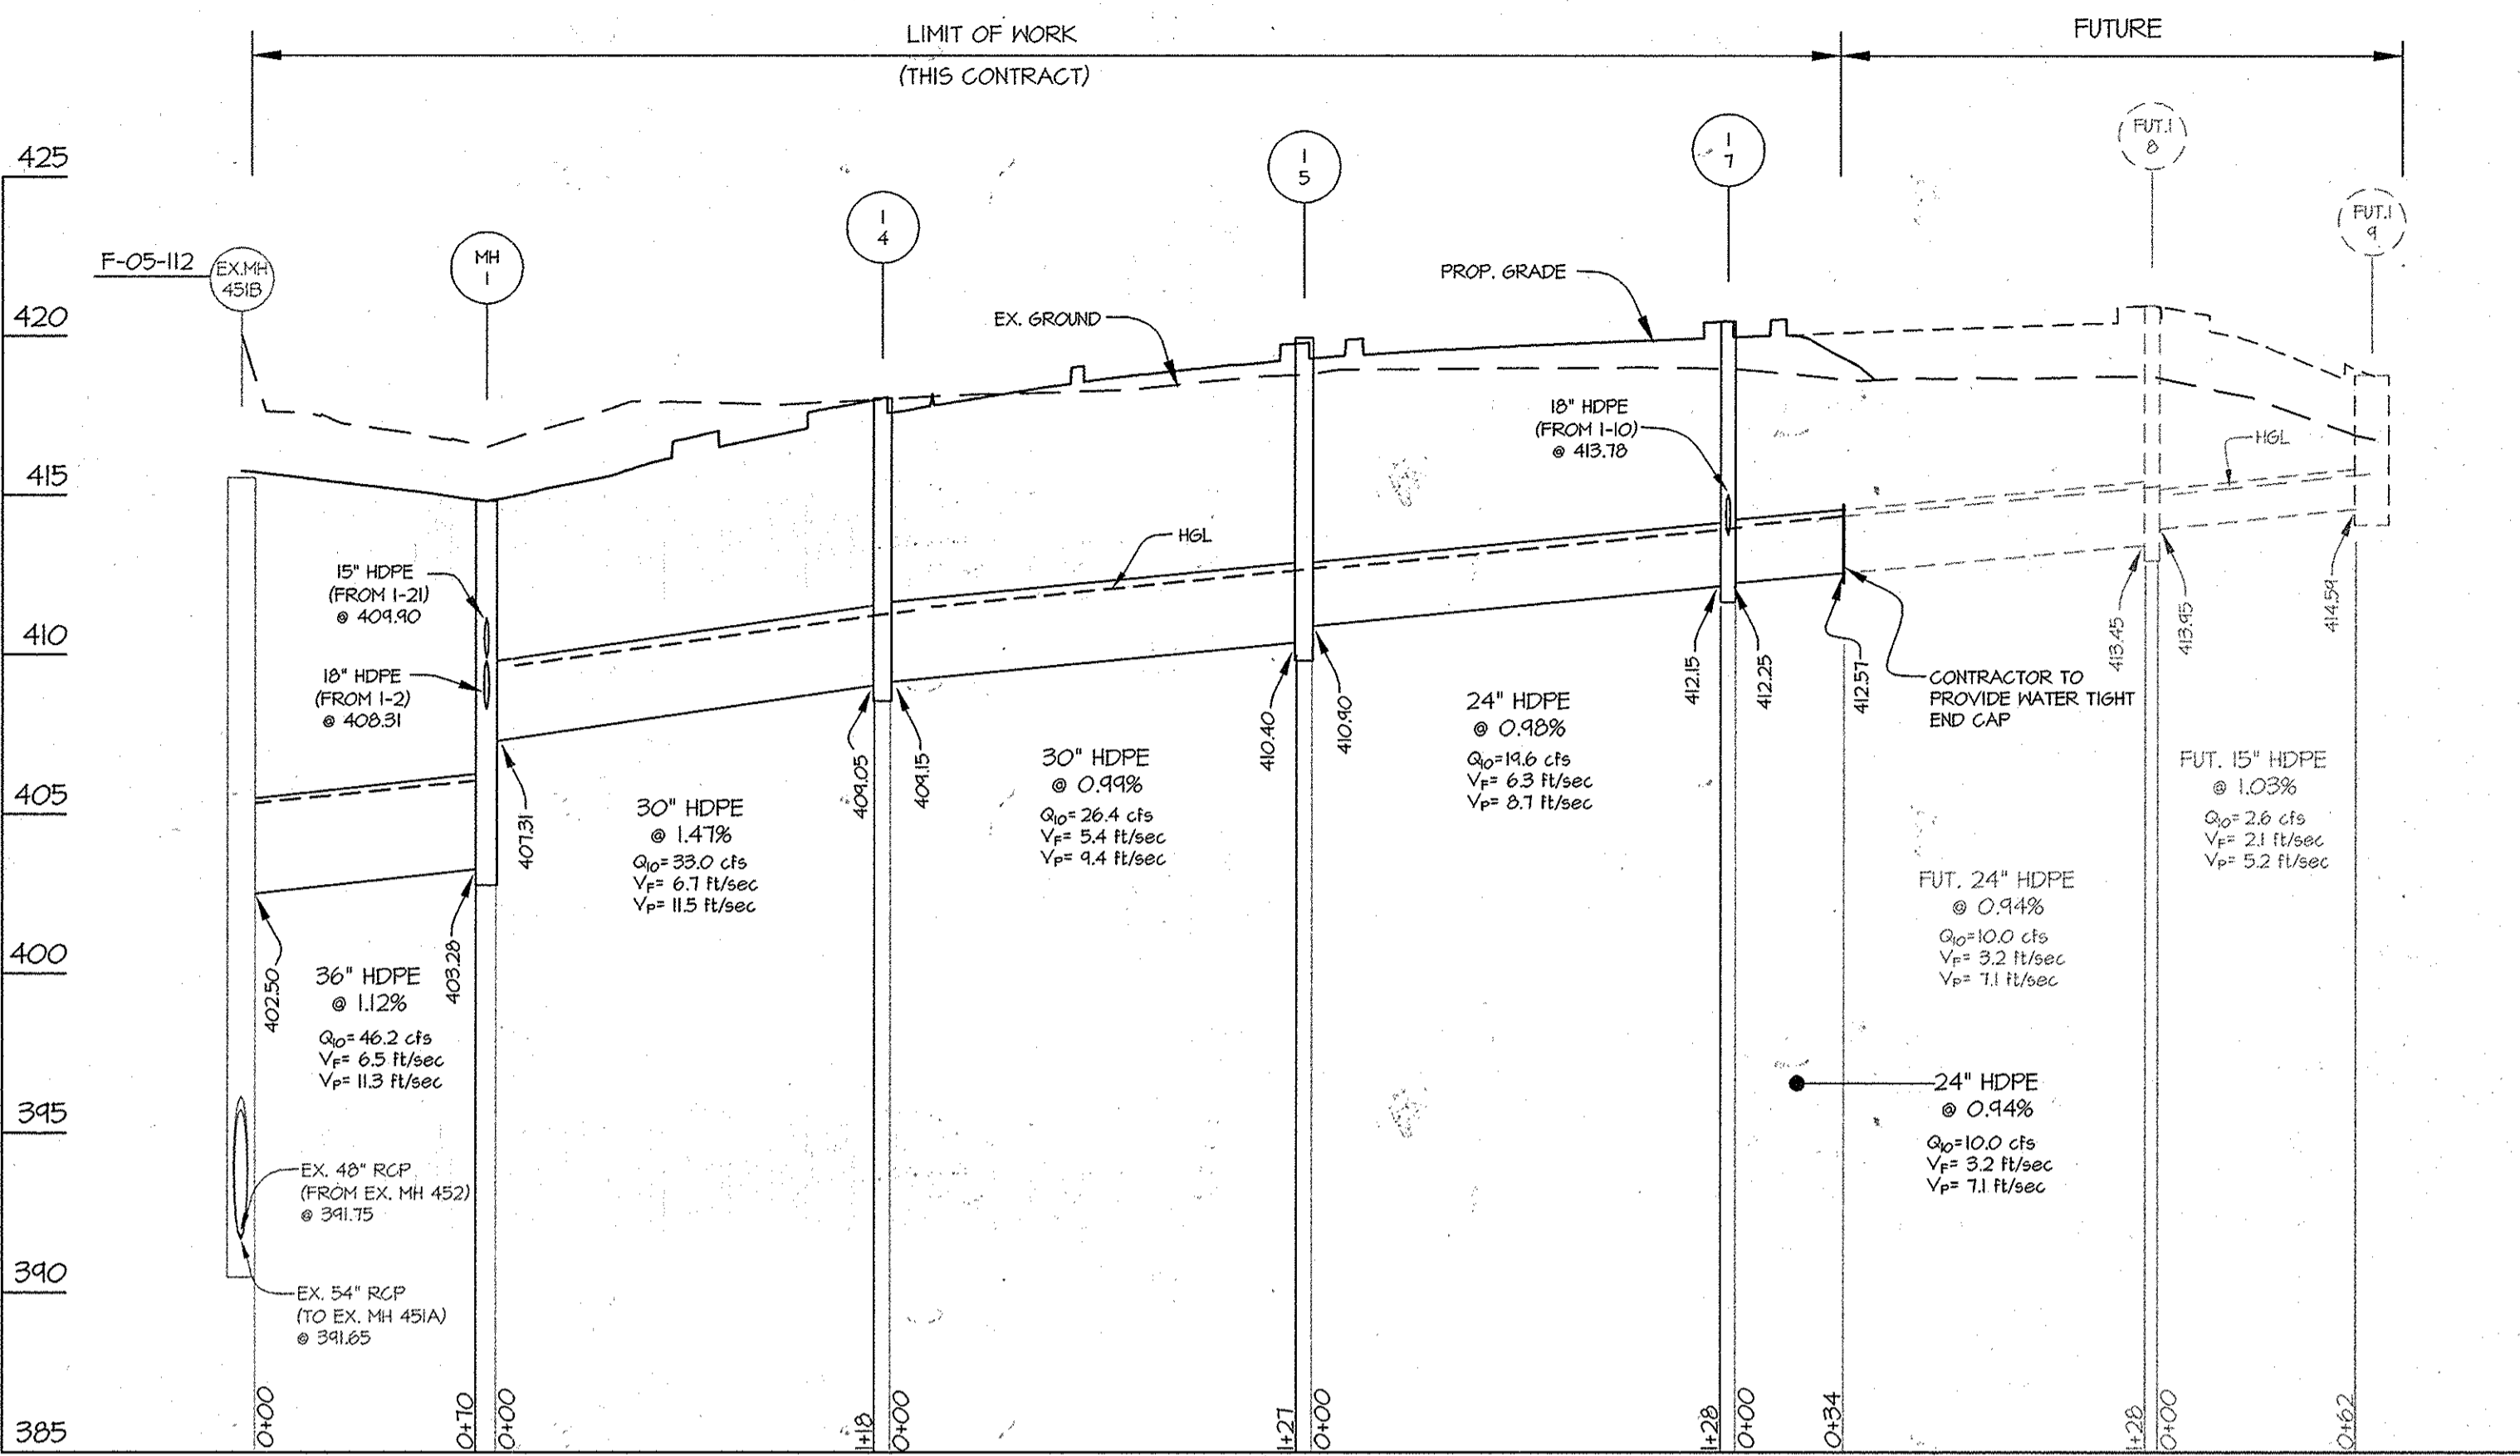 LIMIT OF WORK
(THIS CONTRACT)
FUTURE
425
420
415
410
405
400
395
390
385
F-05-112
EX.MH
451B
MH
1
I
4
I
5
I
7
FUT.I
8
FUT.I
9
EX. GROUND
PROP. GRADE
HGL
HGL
15" HDPE
(FROM I-21)
@ 409.90
18" HDPE
(FROM I-2)
@ 408.31
18" HDPE
(FROM I-10)
@ 413.78
402.50
403.28
407.31
409.05
409.15
410.40
410.90
412.15
412.25
412.57
413.45
413.95
414.59
CONTRACTOR TO
PROVIDE WATER TIGHT
END CAP
36" HDPE
@ 1.12%
Q10= 46.2 cfs
VF= 6.5 ft/sec
VP= 11.3 ft/sec
30" HDPE
@ 1.47%
Q10= 33.0 cfs
VF= 6.7 ft/sec
VP= 11.5 ft/sec
30" HDPE
@ 0.99%
Q10= 26.4 cfs
VF= 5.4 ft/sec
VP= 9.4 ft/sec
24" HDPE
@ 0.98%
Q10=19.6 cfs
VF= 6.3 ft/sec
VP= 8.7 ft/sec
FUT. 24" HDPE
@ 0.94%
Q10=10.0 cfs
VF= 3.2 ft/sec
VP= 7.1 ft/sec
FUT. 15" HDPE
@ 1.03%
Q10= 2.6 cfs
VF= 2.1 ft/sec
VP= 5.2 ft/sec
24" HDPE
@ 0.94%
Q10=10.0 cfs
VF= 3.2 ft/sec
VP= 7.1 ft/sec
EX. 48" RCP
(FROM EX. MH 452)
@ 391.75
EX. 54" RCP
(TO EX. MH 451A)
@ 391.65
0+00
0+70
0+00
1+18
0+00
1+27
0+00
1+28
0+00
0+34
1+28
0+00
0+62